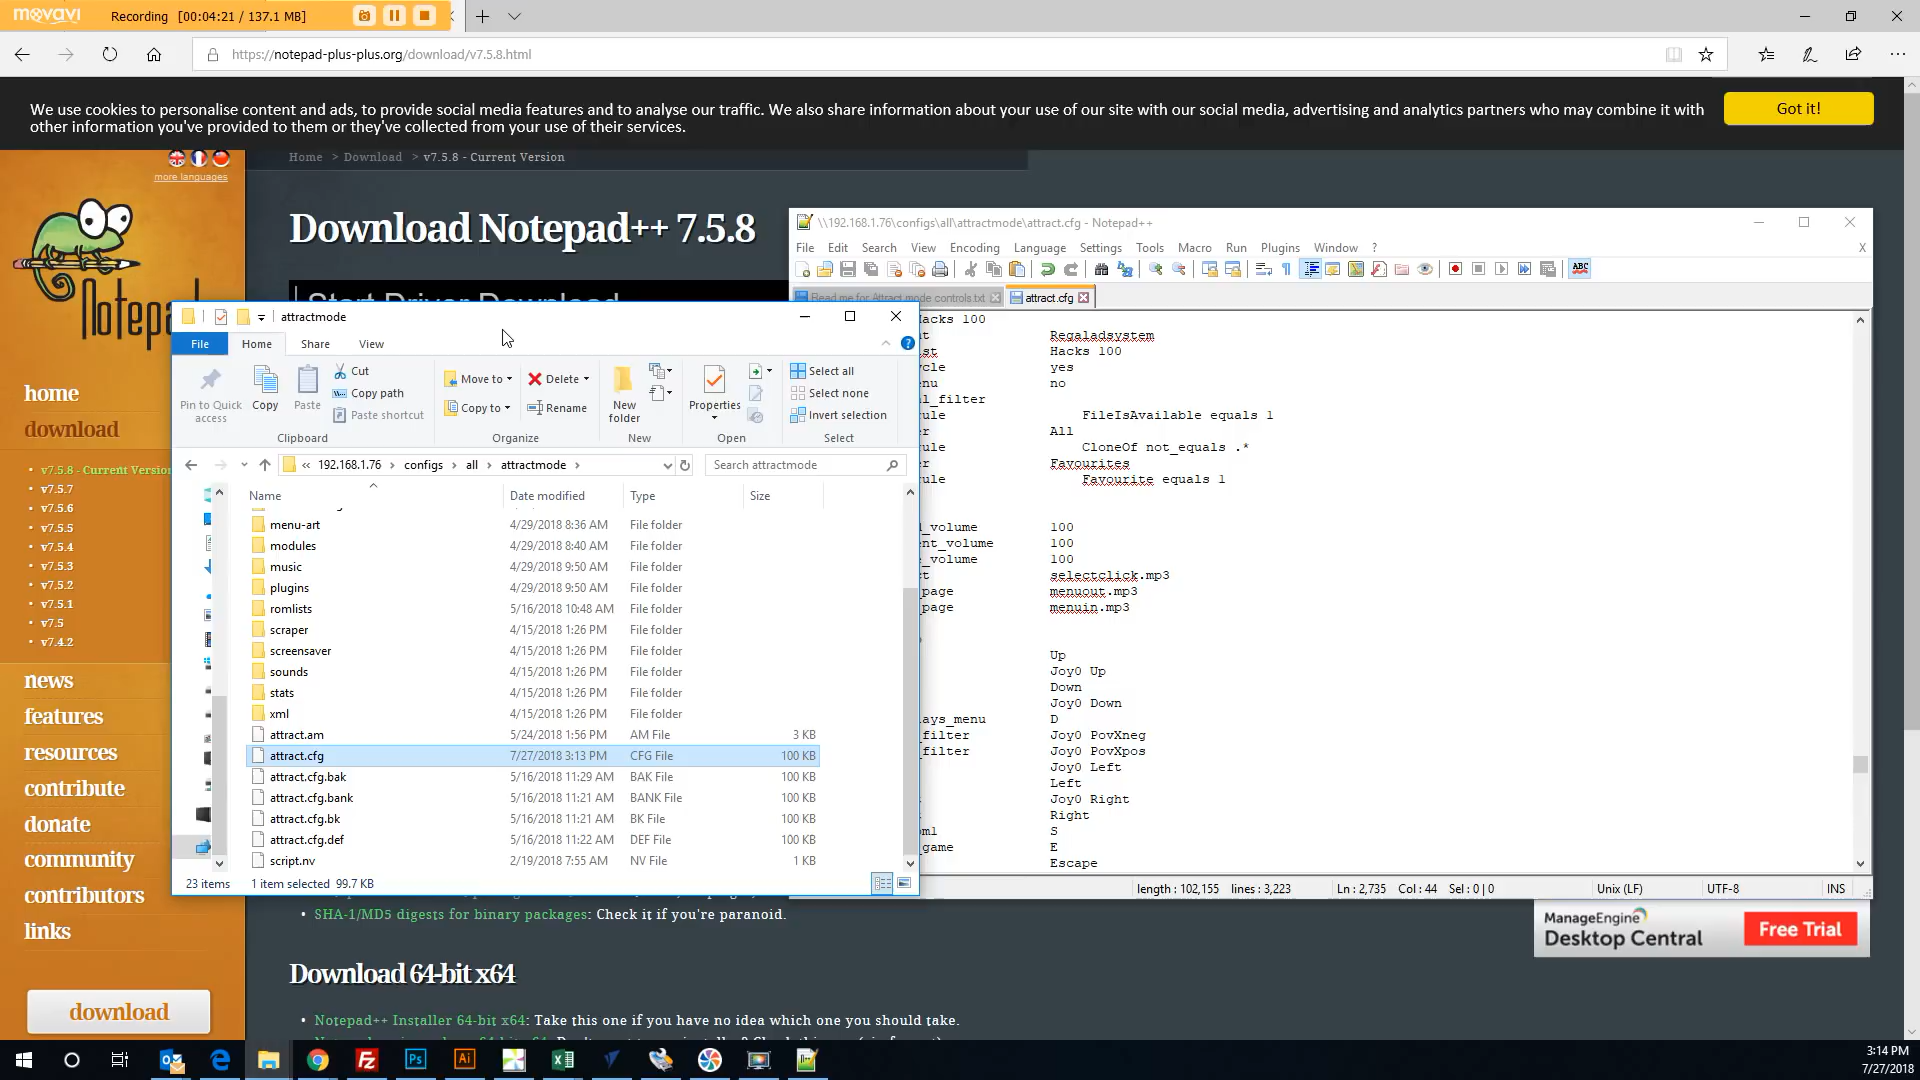 movavi
Recording [00:04:21 / 137.1 MB]
https://notepad-plus-plus.org/download/v7.5.8.html
We use cookies to personalise content and ads, to provide social media features and to analyse our traffic. We also share information about your use of our site with our social media, advertising and analytics partners who may combine it with
other information you've provided to them or they've collected from your use of their services.
Got it!
more languages
Home > Download > v7.5.8 - Current Version
Download Notepad++ 7.5.8
Start Driver Download
Notep
home
download
v7.5.8 - Current Version
v7.5.7
v7.5.6
v7.5.5
v7.5.4
v7.5.3
v7.5.2
v7.5.1
v7.5
v7.4.2
news
features
resources
commands
donate
community
contributors
links
download
\\192.168.1.76\configs\all\attractmode\attract.cfg - Notepad++
File Edit Search View Encoding Language Settings Tools Macro Run Plugins Window ? X
Read me for Attract mode controls.txt
attract.cfg
acks 100
t Regaladsystem
st Hacks 100
ycle yes
enu no
l_filter
ule FileIsAvailable equals 1
er All
ule CloneOf not_equals .*
er Favourites
ule Favourite equals 1
d_volume 100
ent_volume 100
e_volume 100
ct selectclick.mp3
_page menuout.mp3
_page menuin.mp3
Up
Joy0 Up
Down
Joy0 Down
ays_menu D
_filter Joy0 PovXneg
_filter Joy0 PovXpos
Joy0 Left
Left
Joy0 Right
Right
oml S
_game E
Escape
length : 102,155 lines : 3,223 Ln : 2,735 Col : 44 Sel : 0 | 0 Unix (LF) UTF-8 INS
attractmode
File Home Share View
Pin to Quick access
Copy
Paste
Cut
Copy path
Paste shortcut
Clipboard
Move to
Copy to
Delete
Rename
Organize
New folder
New
Properties
Open
Select all
Select none
Invert selection
Select
« 192.168.1.76 > configs > all > attractmode >
Search attractmode
Name Date modified Type Size
menu-art 4/29/2018 8:36 AM File folder
modules 4/29/2018 8:40 AM File folder
music 4/29/2018 9:50 AM File folder
plugins 4/29/2018 9:50 AM File folder
romlists 5/16/2018 10:48 AM File folder
scraper 4/15/2018 1:26 PM File folder
screensaver 4/15/2018 1:26 PM File folder
sounds 4/15/2018 1:26 PM File folder
stats 4/15/2018 1:26 PM File folder
xml 4/15/2018 1:26 PM File folder
attract.am 5/24/2018 1:56 PM AM File 3 KB
attract.cfg 7/27/2018 3:13 PM CFG File 100 KB
attract.cfg.bak 5/16/2018 11:29 AM BAK File 100 KB
attract.cfg.bank 5/16/2018 11:21 AM BANK File 100 KB
attract.cfg.bk 5/16/2018 11:21 AM BK File 100 KB
attract.cfg.def 5/16/2018 11:22 AM DEF File 100 KB
script.nv 2/19/2018 7:55 AM NV File 1 KB
23 items 1 item selected 99.7 KB
SHA-1/MD5 digests for binary packages: Check it if you're paranoid.
Download 64-bit x64
Notepad++ Installer 64-bit x64: Take this one if you have no idea which one you should take.
ManageEngine
Desktop Central
Free Trial
3:14 PM
7/27/2018